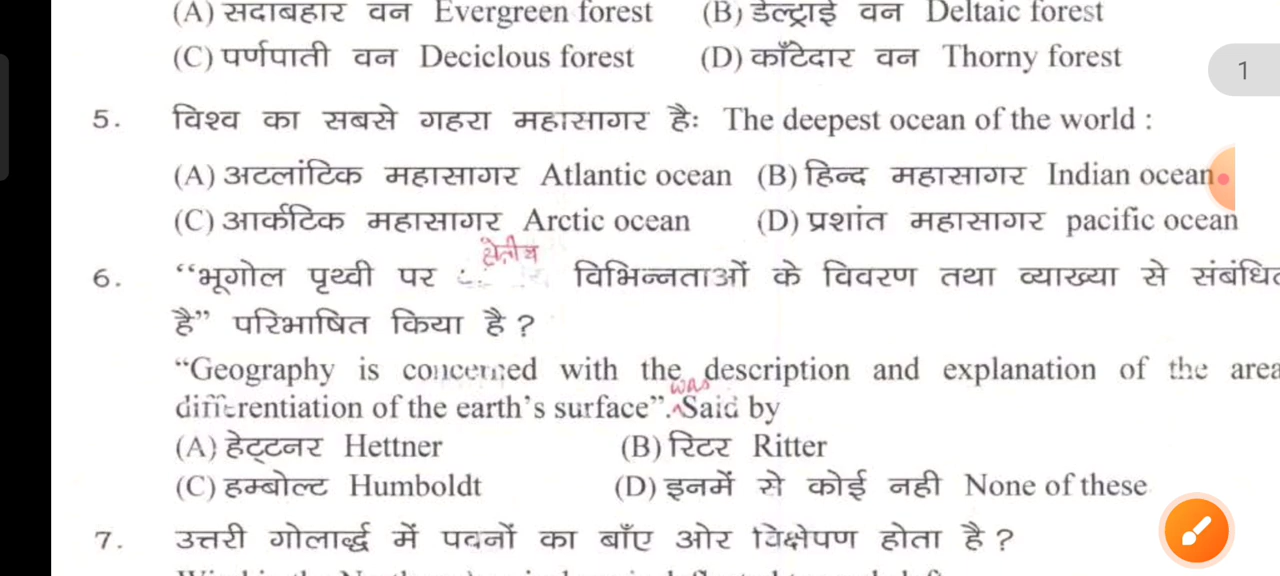 (A) सदाबहार वन Evergreen forest (B) डेल्ट्राई वन Deltaic forest
(C) पर्णपाती वन Deciclous forest (D) काँटेदार वन Thorny forest
1
5. विश्व का सबसे गहरा महासागर हैः The deepest ocean of the world :
(A) अटलांटिक महासागर Atlantic ocean (B) हिन्द महासागर Indian ocean
(C) आर्कटिक महासागर Arctic ocean (D) प्रशांत महासागर pacific ocean
क्षेत्रीय
6. “भूगोल पृथ्वी पर विभिन्नताओं के विवरण तथा व्याख्या से संबंधित
है” परिभाषित किया है ?
“Geography is concerned with the description and explanation of the area
was
differentiation of the earth's surface”. Said by
(A) हेट्टनर Hettner (B) रिटर Ritter
(C) हम्बोल्ट Humboldt (D) इनमें से कोई नही None of these
7. उत्तरी गोलार्द्ध में पवनों का बाँए ओर विक्षेपण होता है ?